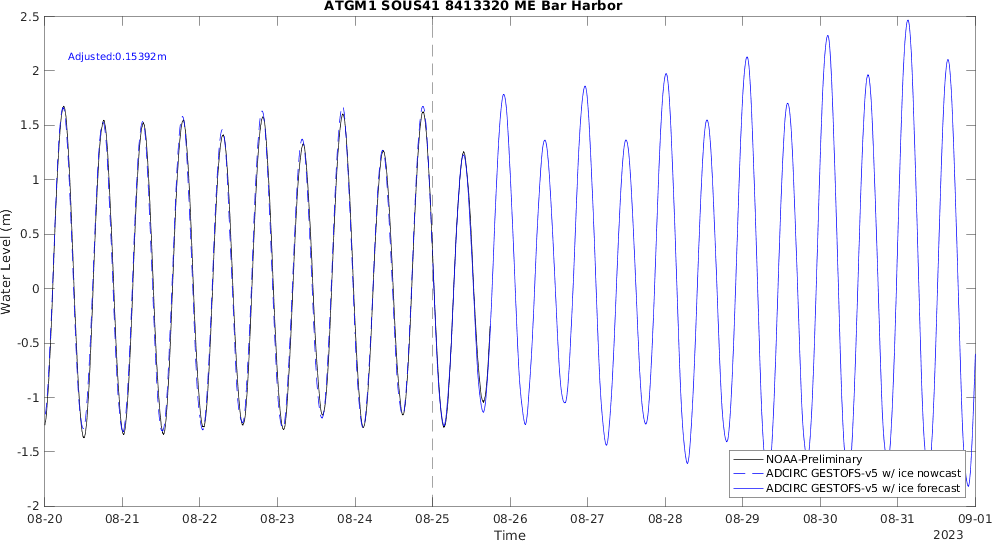 ATGM1 SOUS41 8413320 ME Bar Harbor
2.5
Adjusted:0.15392m
2
1.5
1
0.5
0
-0.5
-1
-1.5
-2
Water Level (m)
NOAA-Preliminary
ADCIRC GESTOFS-v5 w/ ice nowcast
ADCIRC GESTOFS-v5 w/ ice forecast
08-20 08-21 08-22 08-23 08-24 08-25 08-26 08-27 08-28 08-29 08-30 08-31 09-01
Time
2023